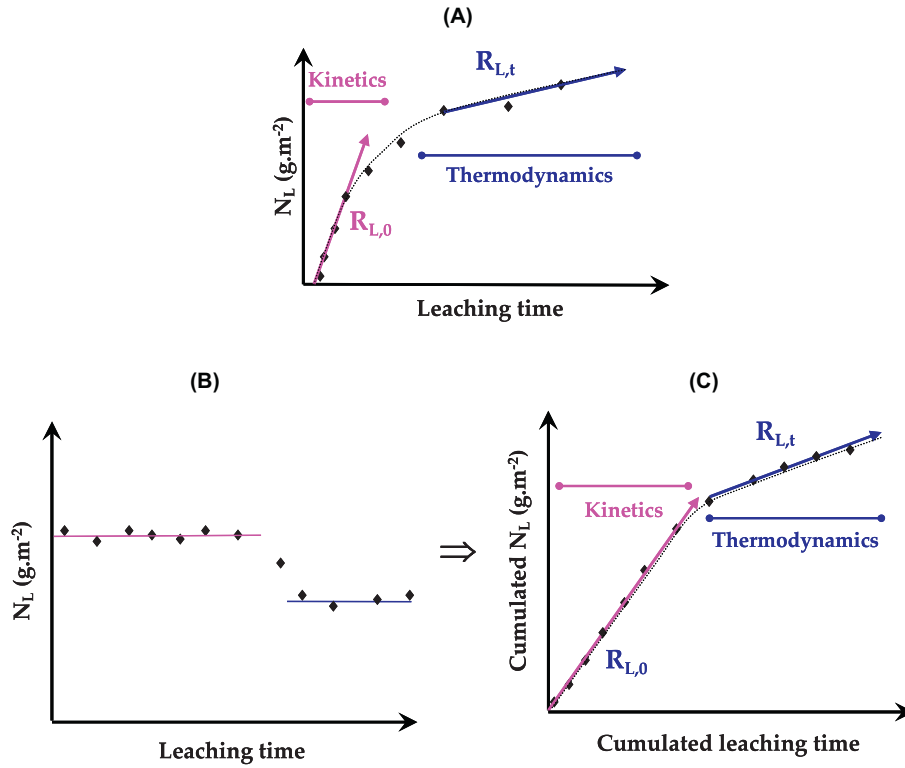 (A)
Kinetics
R_L,t
N_L (g.m⁻²)
R_L,0
Thermodynamics
Leaching time
(B)
N_L (g.m⁻²)
Leaching time
⇒
(C)
Cumulated N_L (g.m⁻²)
R_L,t
Kinetics
Thermodynamics
R_L,0
Cumulated leaching time